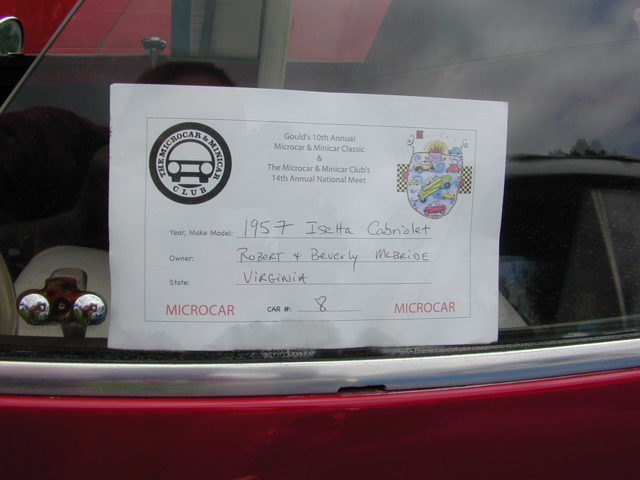 THE MICROCAR & MINICAR
CLUB
Gould's 10th Annual
Microcar & Minicar Classic
&
The Microcar & Minicar Club's
14th Annual National Meet
Year, Make Model: 1957 Isetta Cabriolet
Owner: Robert & Beverly McBride
State: Virginia
MICROCAR CAR #: 8 MICROCAR